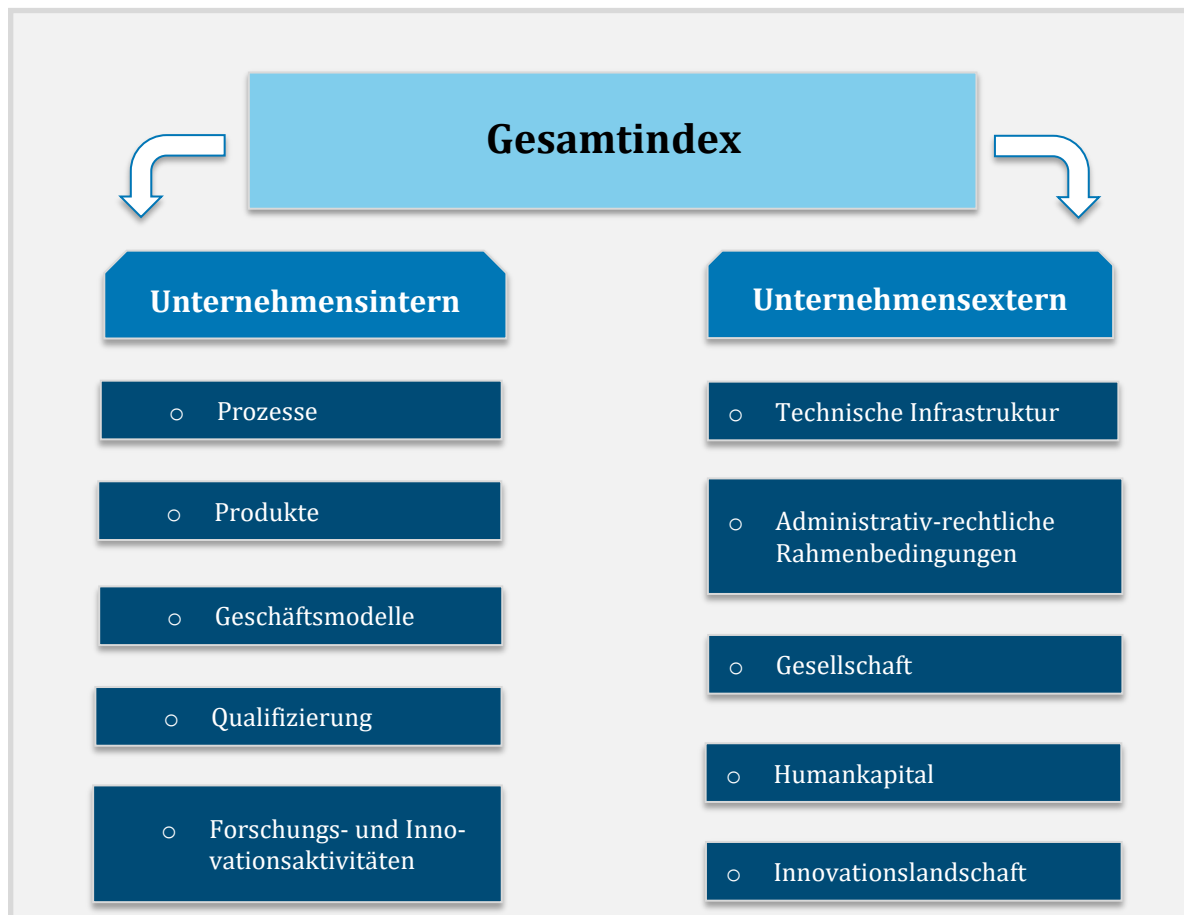 Gesamtindex
Unternehmensintern
o Prozesse
o Produkte
o Geschäftsmodelle
o Qualifizierung
o Forschungs- und Inno-
vationsaktivitäten
Unternehmensextern
o Technische Infrastruktur
o Administrativ-rechtliche
Rahmenbedingungen
o Gesellschaft
o Humankapital
o Innovationslandschaft